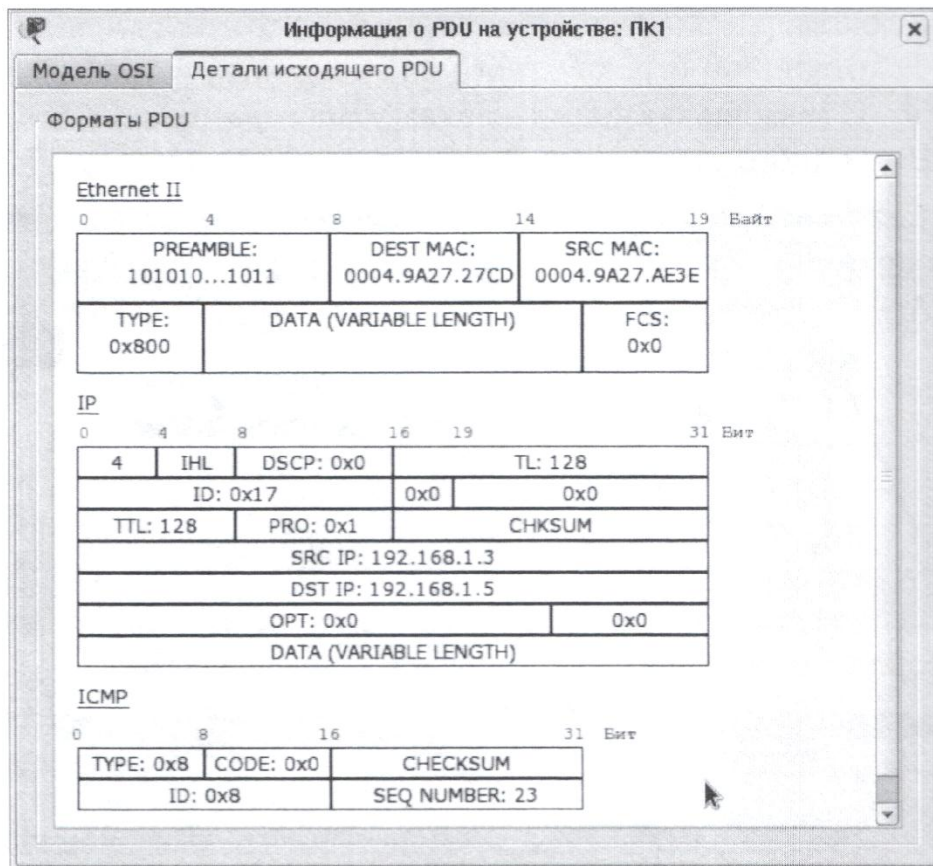 Информация о PDU на устройстве: ПК1
Модель OSI Детали исходящего PDU
Форматы PDU
Ethernet II
0 4 8 14 19 Байт
PREAMBLE: DEST MAC: SRC MAC:
101010...1011 0004.9A27.27CD 0004.9A27.AE3E
TYPE: DATA (VARIABLE LENGTH) FCS:
0x800 0x0
IP
0 4 8 16 19 31 Бит
4 IHL DSCP: 0x0 TL: 128
ID: 0x17 0x0 0x0
TTL: 128 PRO: 0x1 CHKSUM
SRC IP: 192.168.1.3
DST IP: 192.168.1.5
OPT: 0x0 0x0
DATA (VARIABLE LENGTH)
ICMP
0 8 16 31 Бит
TYPE: 0x8 CODE: 0x0 CHECKSUM
ID: 0x8 SEQ NUMBER: 23